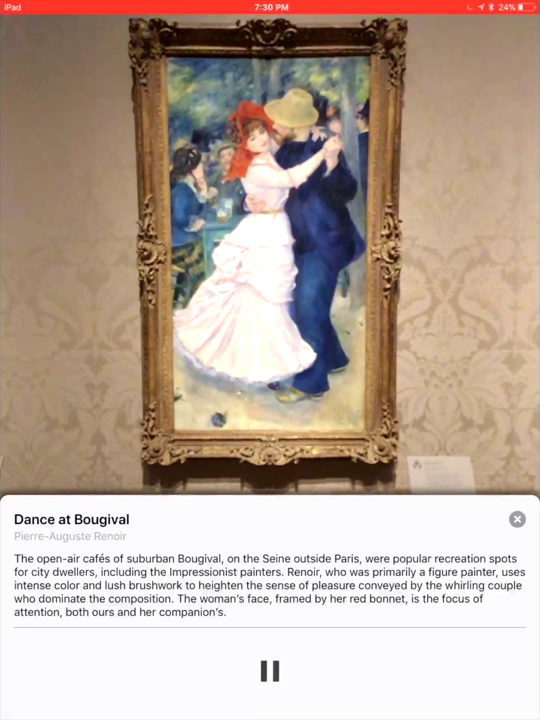 iPad 7:30 PM 24%
Dance at Bougival
Pierre-Auguste Renoir
The open-air cafés of suburban Bougival, on the Seine outside Paris, were popular recreation spots
for city dwellers, including the Impressionist painters. Renoir, who was primarily a figure painter, uses
intense color and lush brushwork to heighten the sense of pleasure conveyed by the whirling couple
who dominate the composition. The woman's face, framed by her red bonnet, is the focus of
attention, both ours and her companion's.